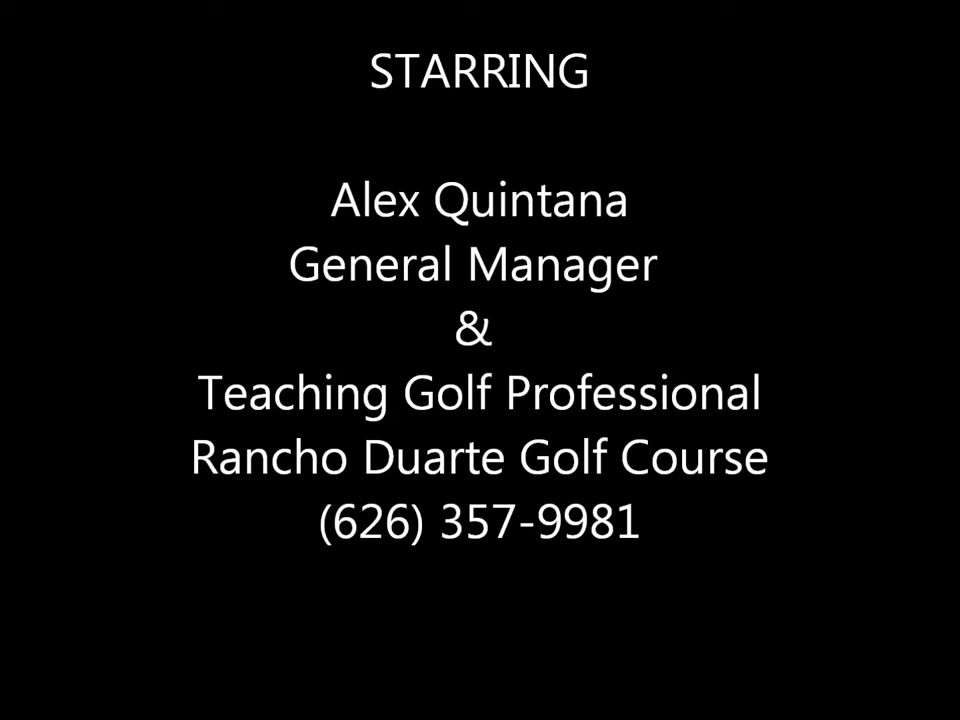 STARRING
Alex Quintana
General Manager
&
Teaching Golf Professional
Rancho Duarte Golf Course
(626) 357-9981